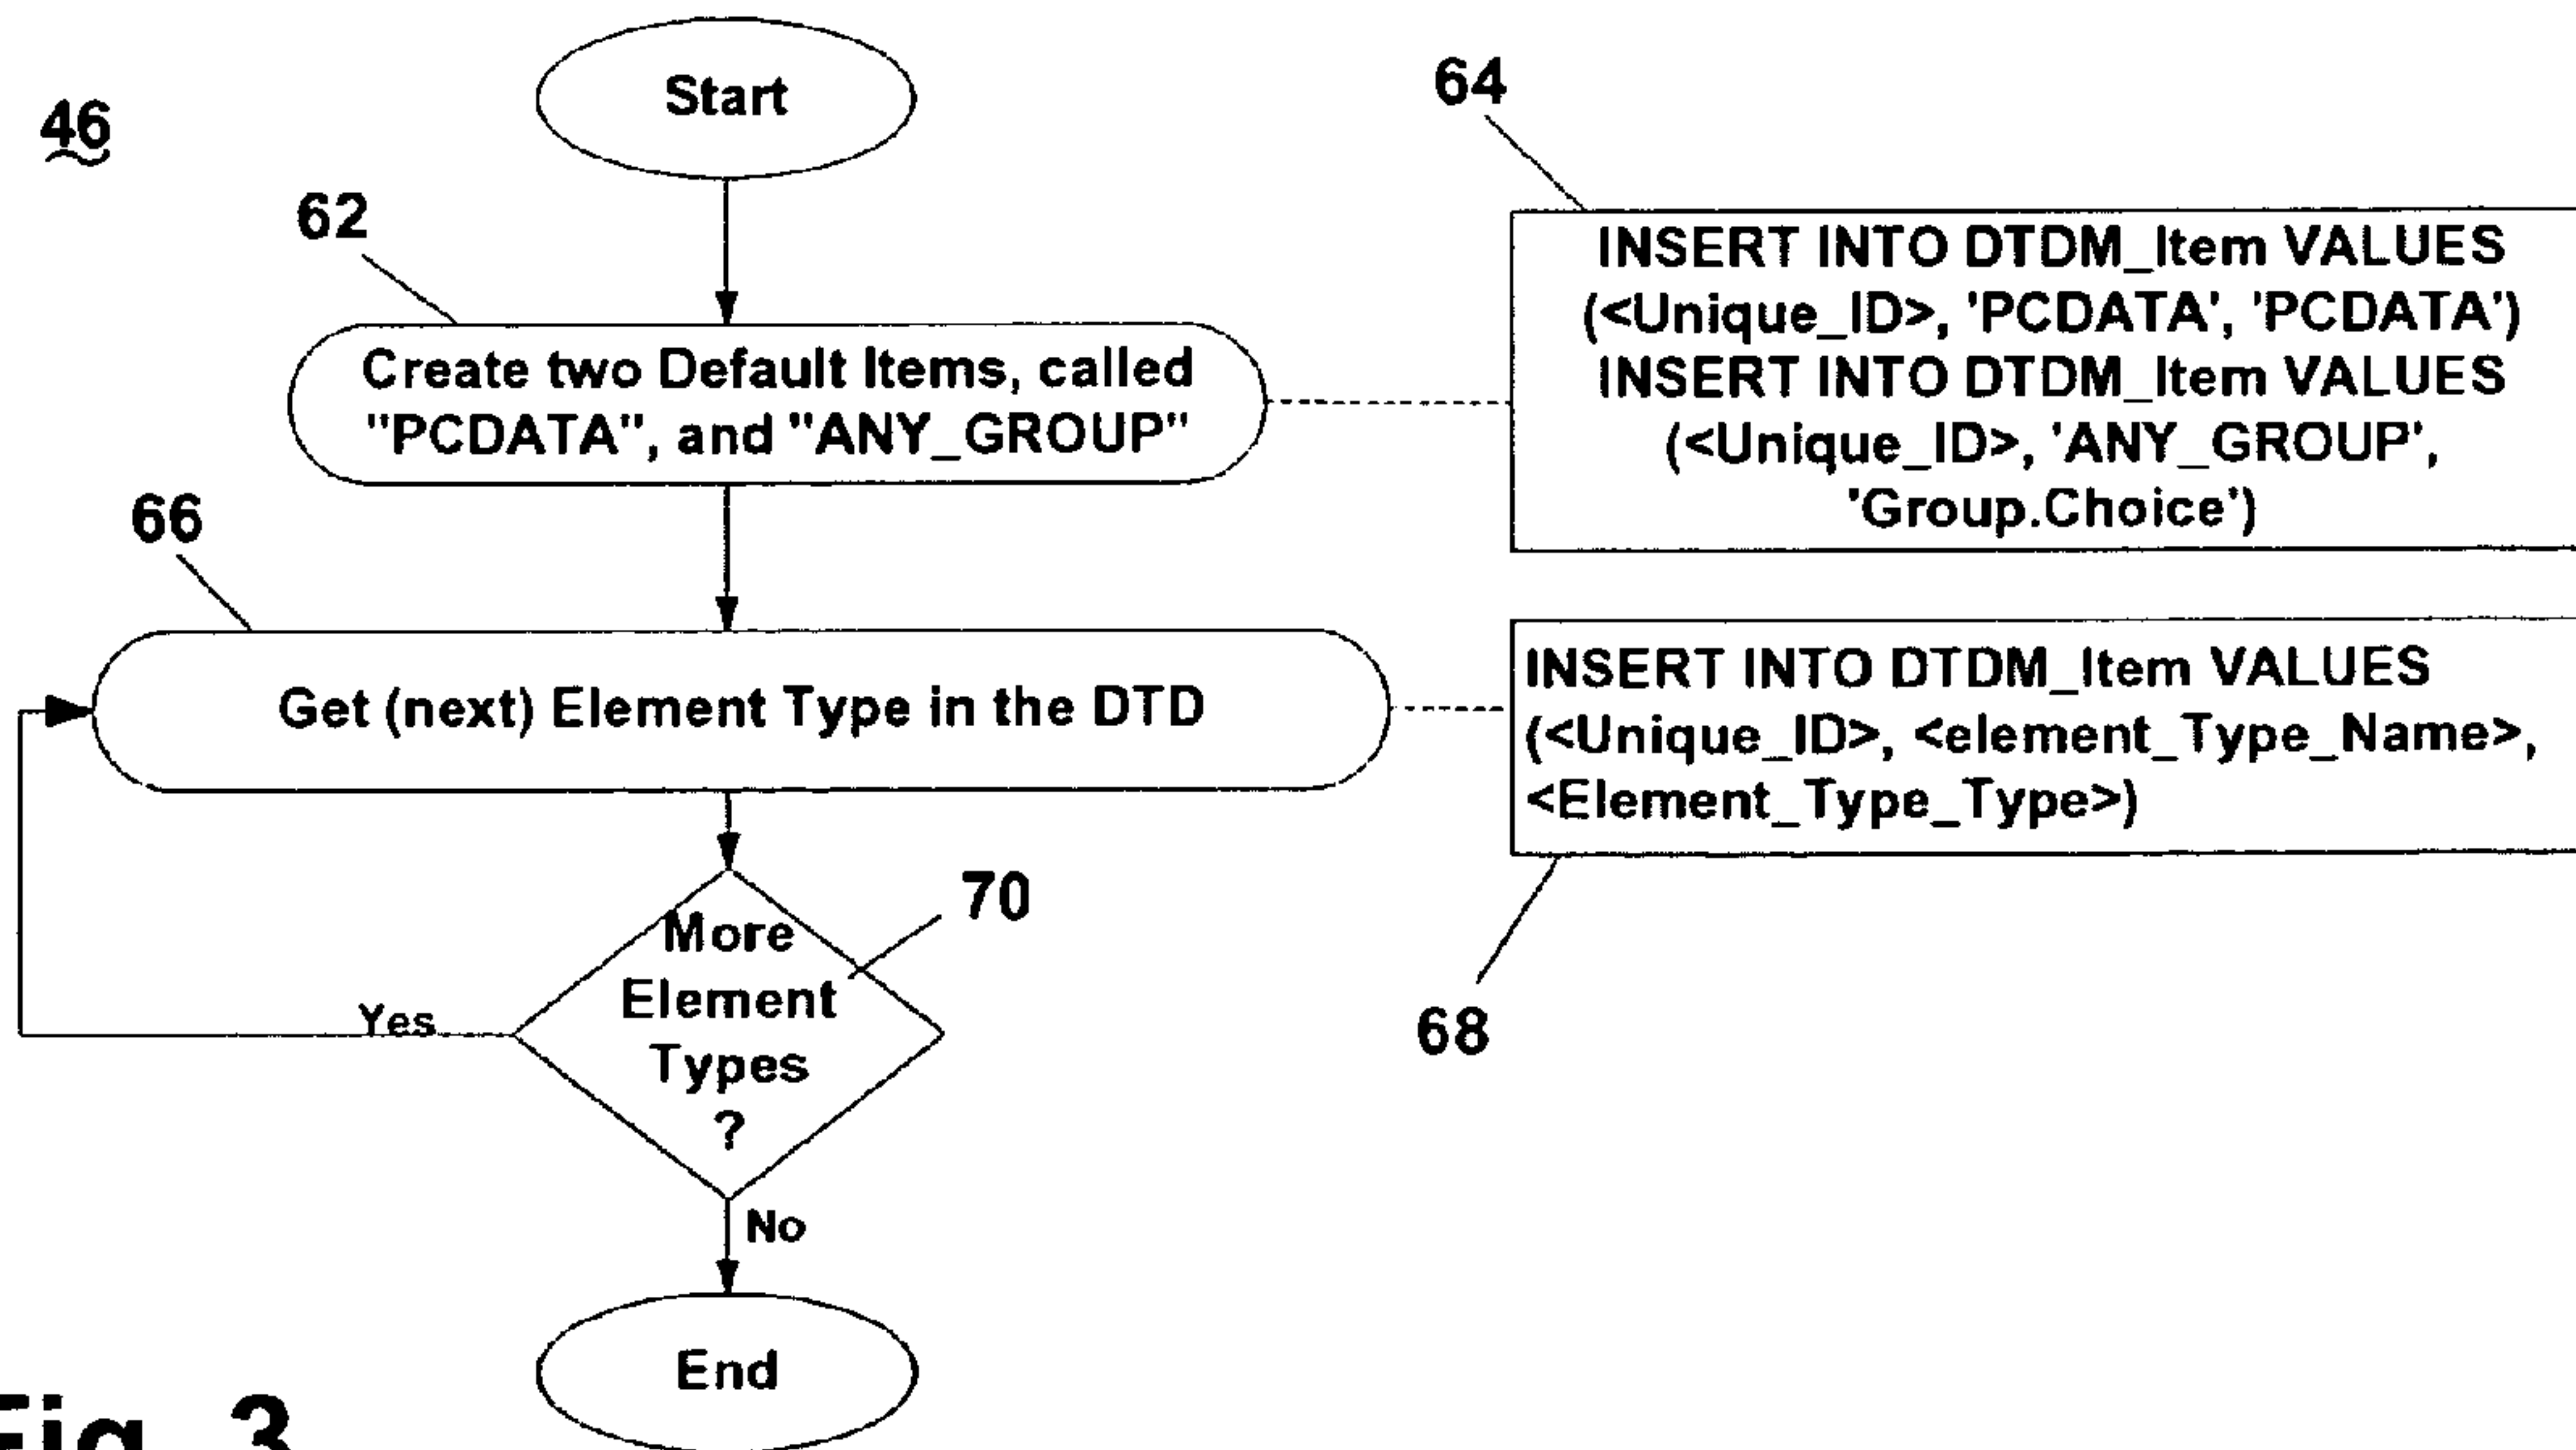 46
Start
62
Create two Default Items, called
"PCDATA", and "ANY_GROUP"
64
INSERT INTO DTDM_Item VALUES
(<Unique_ID>, 'PCDATA', 'PCDATA')
INSERT INTO DTDM_Item VALUES
(<Unique_ID>, 'ANY_GROUP',
'Group.Choice')
66
Get (next) Element Type in the DTD
INSERT INTO DTDM_Item VALUES
(<Unique_ID>, <element_Type_Name>,
<Element_Type_Type>)
68
70
More
Element
Types
?
Yes
No
End
Fig. 3